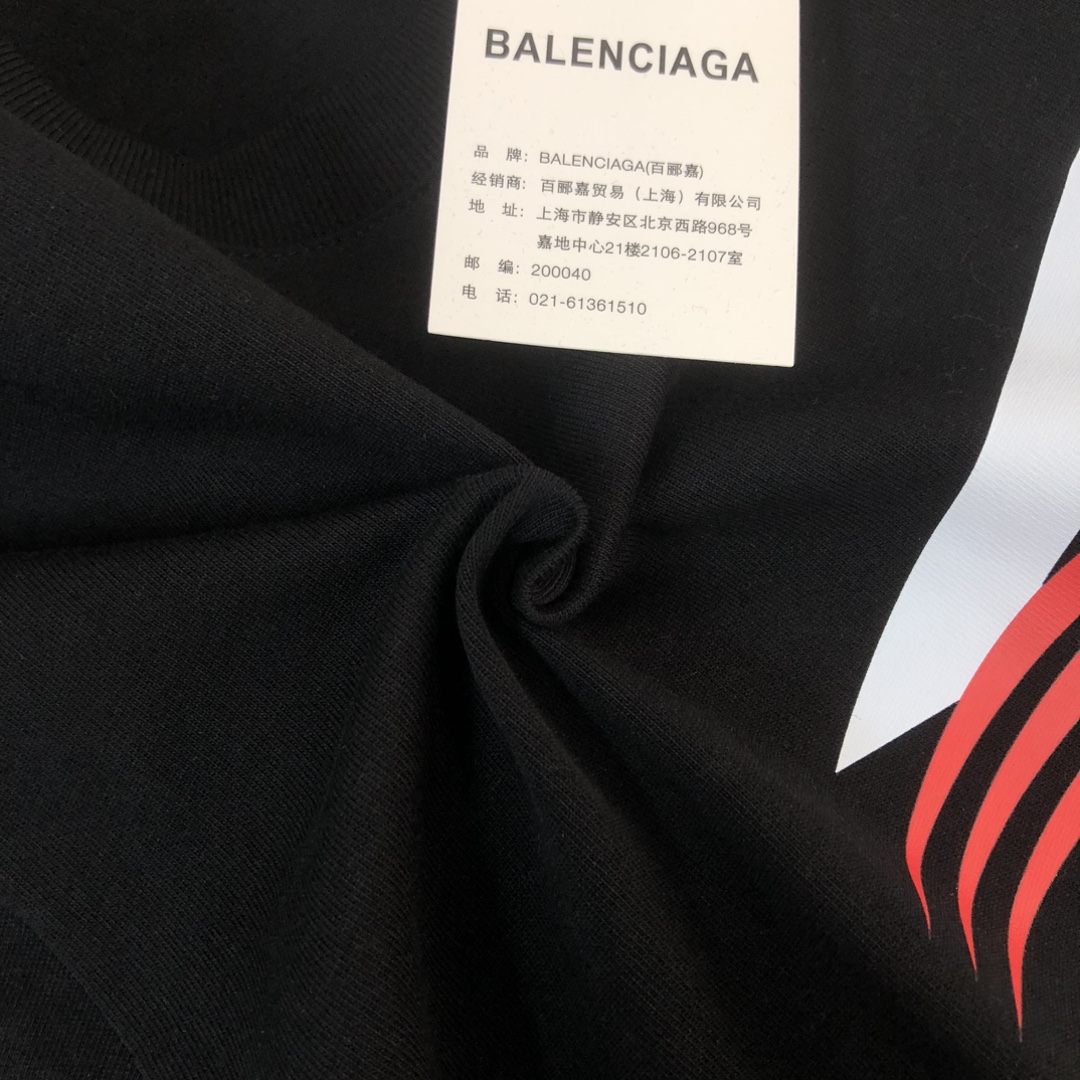 BALENCIAGA
品 牌：BALENCIAGA(百郦嘉)
经销商：百郦嘉贸易（上海）有限公司
地 址：上海市静安区北京西路968号
嘉地中心21楼2106-2107室
邮 编：200040
电 话：021-61361510